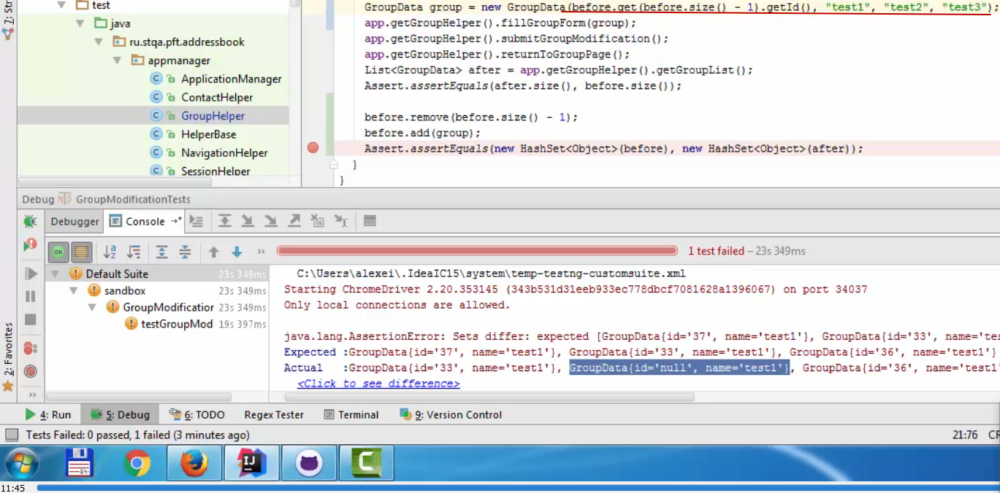 7: Str
test
java
ru.stqa.pft.addressbook
appmanager
ApplicationManager
ContactHelper
GroupHelper
HelperBase
NavigationHelper
SessionHelper
GroupData group = new GroupData(before.get(before.size() - 1).getId(), "test1", "test2", "test3");
app.getGroupHelper().fillGroupForm(group);
app.getGroupHelper().submitGroupModification();
app.getGroupHelper().returnToGroupPage();
List<GroupData> after = app.getGroupHelper().getGroupList();
Assert.assertEquals(after.size(), before.size());
before.remove(before.size() - 1);
before.add(group);
Assert.assertEquals(new HashSet<Object>(before), new HashSet<Object>(after));
}
}
Debug GroupModificationTests
Debugger Console
1 test failed – 23s 349ms
Default Suite 23s 349ms
sandbox 23s 349ms
GroupModification 23s 349ms
testGroupMod 19s 397ms
C:\Users\alexei\.IdeaIC15\system\temp-testng-customsuite.xml
Starting ChromeDriver 2.20.353145 (343b531d31eeb933ec778dbcf7081628a1396067) on port 34037
Only local connections are allowed.
java.lang.AssertionError: Sets differ: expected [GroupData{id='37', name='test1'}, GroupData{id='33', name='tes
Expected :GroupData{id='37', name='test1'}, GroupData{id='33', name='test1'}, GroupData{id='36', name='test1'}
Actual :GroupData{id='33', name='test1'}, GroupData{id='null', name='test1'}, GroupData{id='36', name='test1'
<Click to see difference>
2: Favorites
4: Run 5: Debug 6: TODO Regex Tester Terminal 9: Version Control
Tests Failed: 0 passed, 1 failed (3 minutes ago) 21:76 CR
64
IJ
C
11:45